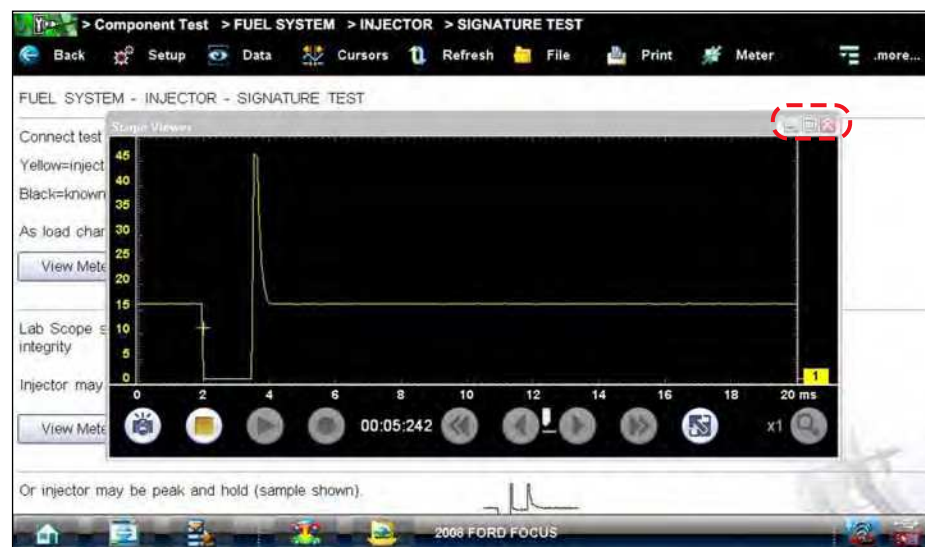 > Component Test > FUEL SYSTEM > INJECTOR > SIGNATURE TEST
Back Setup Data Cursors Refresh File Print Meter .more...
FUEL SYSTEM - INJECTOR - SIGNATURE TEST
Connect test
Yellow=inject
Black=known
As load char
View Mete
Lab Scope s
integrity
Injector may
View Mete
Viewer
45
40
35
30
25
20
15
10
5
0
1
0 2 4 6 8 10 12 14 16 18 20 ms
00:05:242 x1
Or injector may be peak and hold (sample shown).
2008 FORD FOCUS